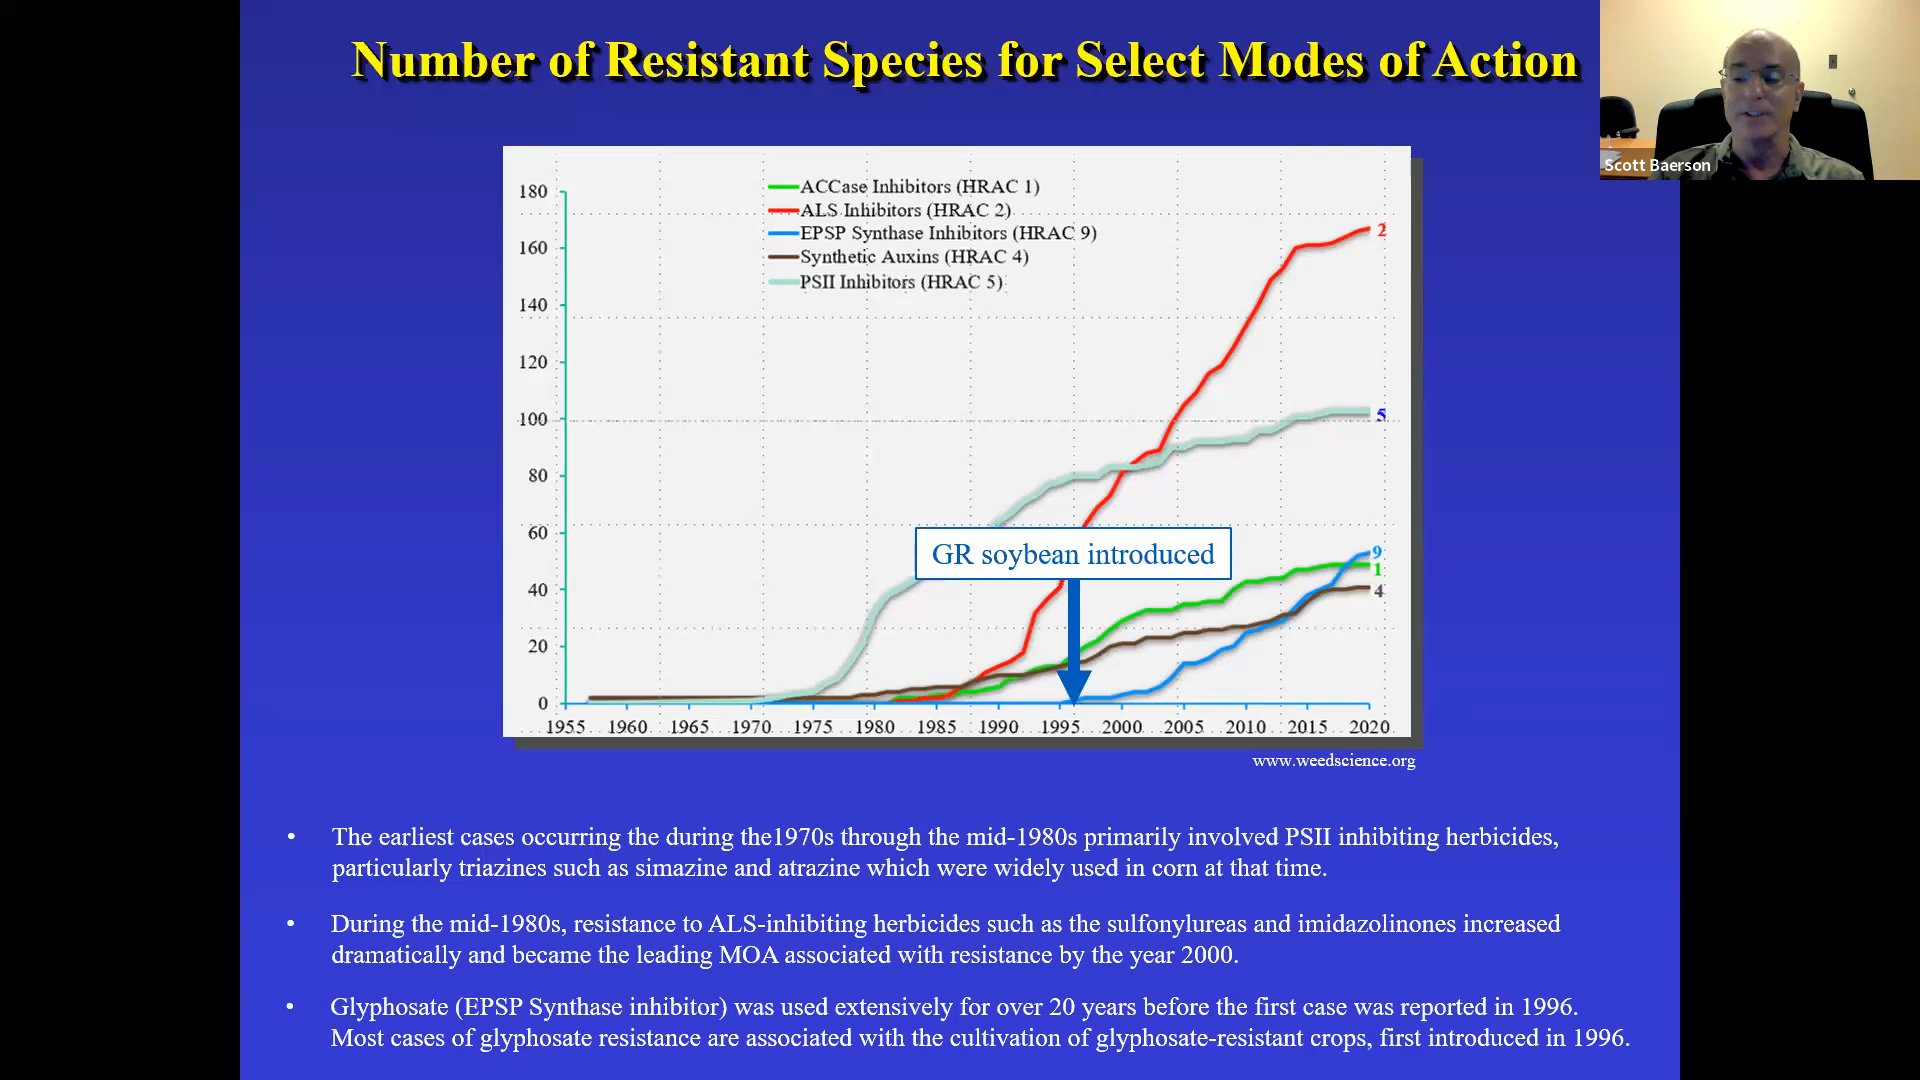 Number of Resistant Species for Select Modes of Action
Scott Baerson
ACCase Inhibitors (HRAC 1)
ALS Inhibitors (HRAC 2)
EPSP Synthase Inhibitors (HRAC 9)
Synthetic Auxins (HRAC 4)
PSII Inhibitors (HRAC 5)
180
160
140
120
100
80
60
40
20
0
2
5
9
1
4
GR soybean introduced
1955 1960 1965 1970 1975 1980 1985 1990 1995 2000 2005 2010 2015 2020
www.weedscience.org
• The earliest cases occurring the during the1970s through the mid-1980s primarily involved PSII inhibiting herbicides,
particularly triazines such as simazine and atrazine which were widely used in corn at that time.
• During the mid-1980s, resistance to ALS-inhibiting herbicides such as the sulfonylureas and imidazolinones increased
dramatically and became the leading MOA associated with resistance by the year 2000.
• Glyphosate (EPSP Synthase inhibitor) was used extensively for over 20 years before the first case was reported in 1996.
Most cases of glyphosate resistance are associated with the cultivation of glyphosate-resistant crops, first introduced in 1996.